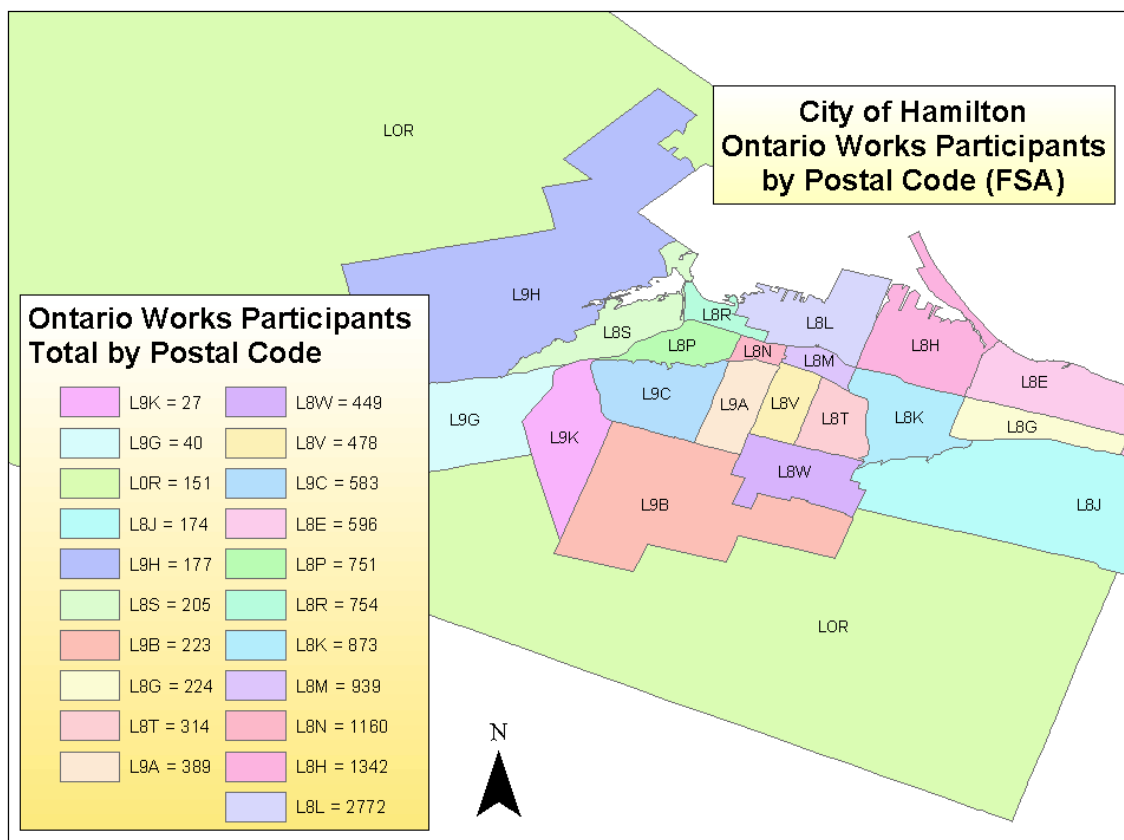 City of Hamilton
Ontario Works Participants
by Postal Code (FSA)
LOR
L9H
L8R
L8L
L8S
L8P
L8N
L8M
L8H
L8E
L9C
L9A
L8V
L8T
L8K
L8G
L9G
L9K
L8W
L9B
L8J
LOR
N
Ontario Works Participants
Total by Postal Code
L9K = 27
L9G = 40
L0R = 151
L8J = 174
L9H = 177
L8S = 205
L9B = 223
L8G = 224
L8T = 314
L9A = 389
L8W = 449
L8V = 478
L9C = 583
L8E = 596
L8P = 751
L8R = 754
L8K = 873
L8M = 939
L8N = 1160
L8H = 1342
L8L = 2772